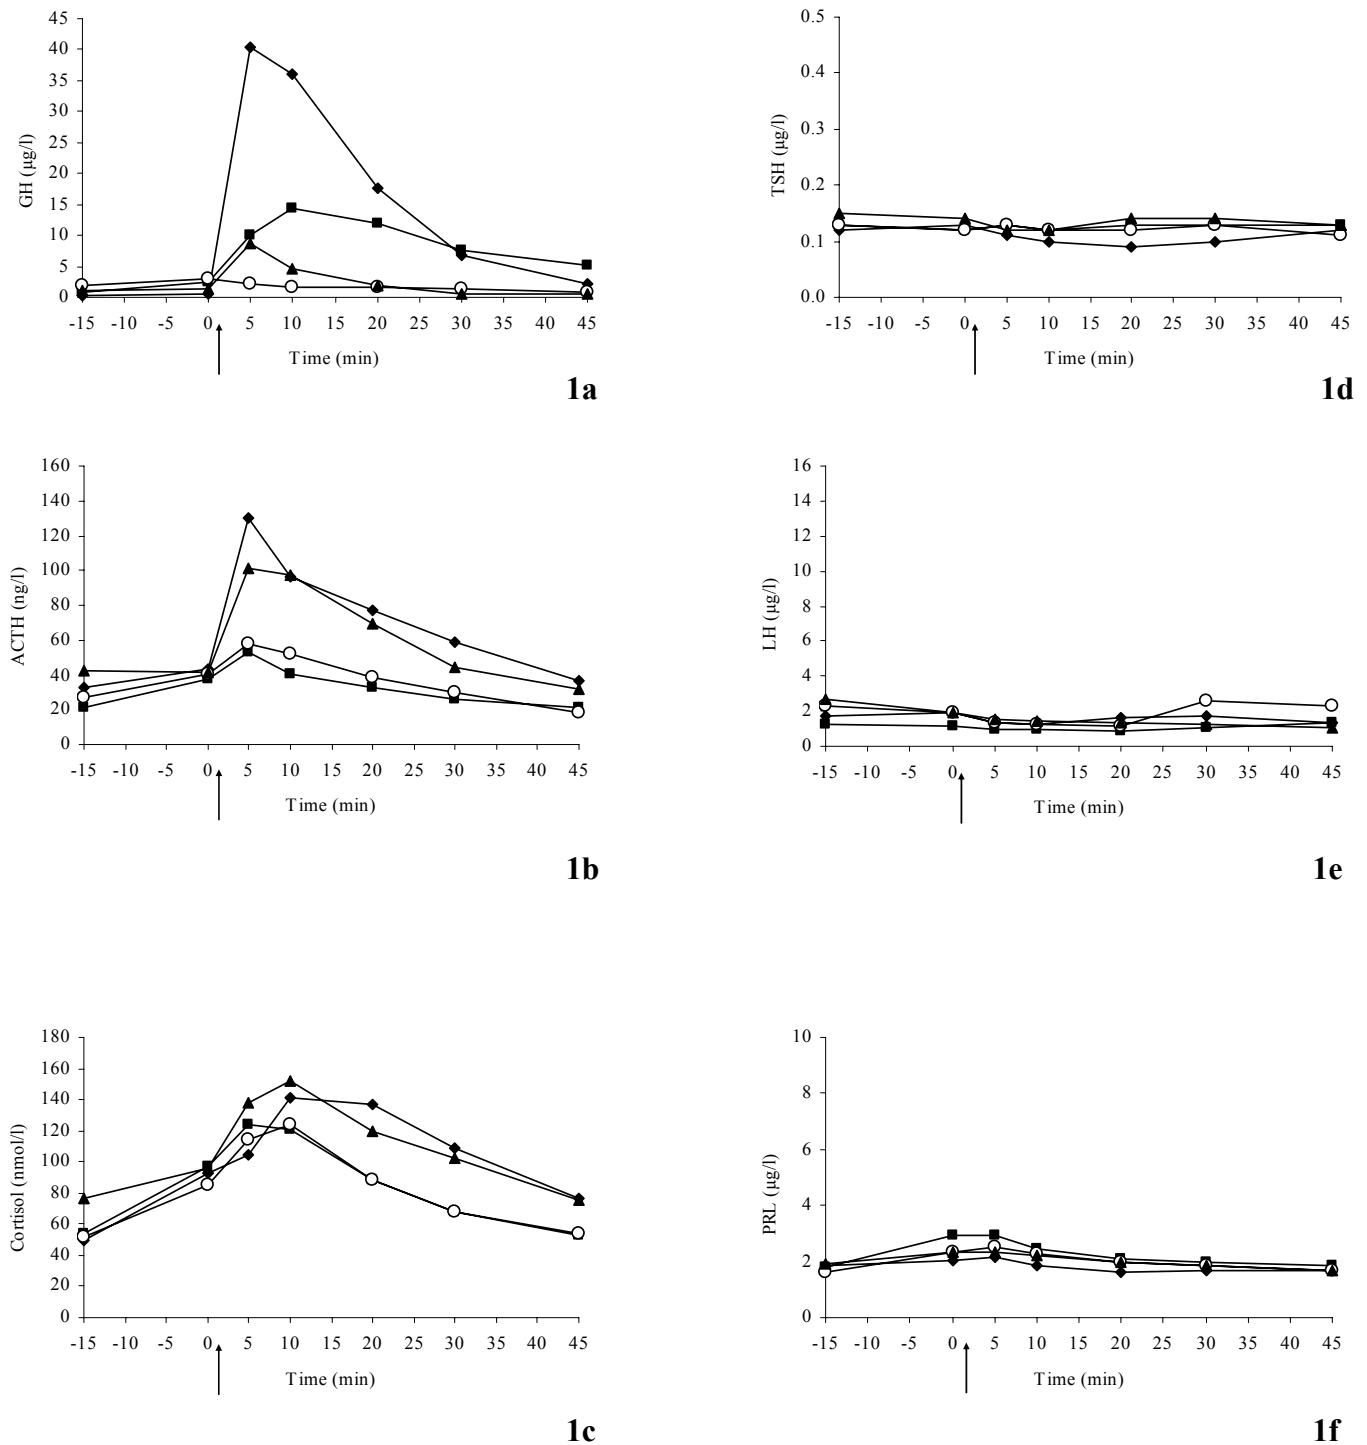 45
40
35
30
25
20
15
10
5
0
GH (µg/l)
-15 -10 -5 0 5 10 15 20 25 30 35 40 45
Time (min)
1a
0.5
0.4
0.3
0.2
0.1
0.0
TSH (µg/l)
-15 -10 -5 0 5 10 15 20 25 30 35 40 45
Time (min)
1d
160
140
120
100
80
60
40
20
0
ACTH (ng/l)
-15 -10 -5 0 5 10 15 20 25 30 35 40 45
Time (min)
1b
16
14
12
10
8
6
4
2
0
LH (µg/l)
-15 -10 -5 0 5 10 15 20 25 30 35 40 45
Time (min)
1e
180
160
140
120
100
80
60
40
20
0
Cortisol (nmol/l)
-15 -10 -5 0 5 10 15 20 25 30 35 40 45
Time (min)
1c
10
8
6
4
2
0
PRL (µg/l)
-15 -10 -5 0 5 10 15 20 25 30 35 40 45
Time (min)
1f